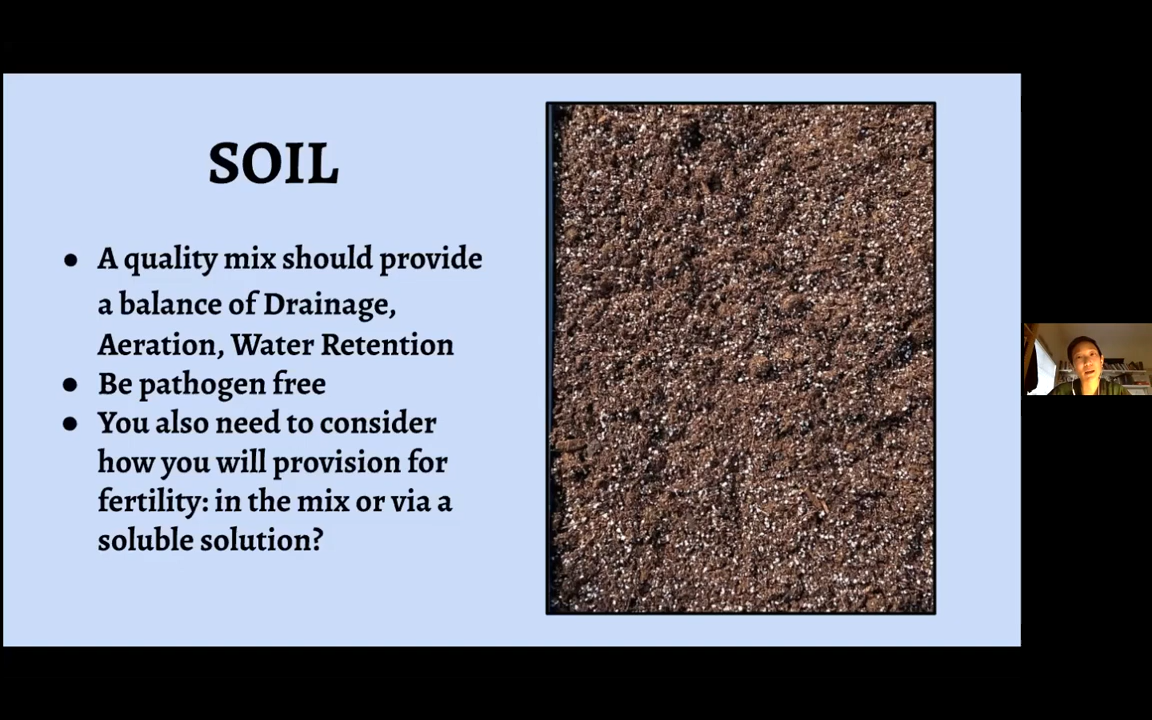 SOIL
● A quality mix should provide
a balance of Drainage,
Aeration, Water Retention
● Be pathogen free
● You also need to consider
how you will provision for
fertility: in the mix or via a
soluble solution?